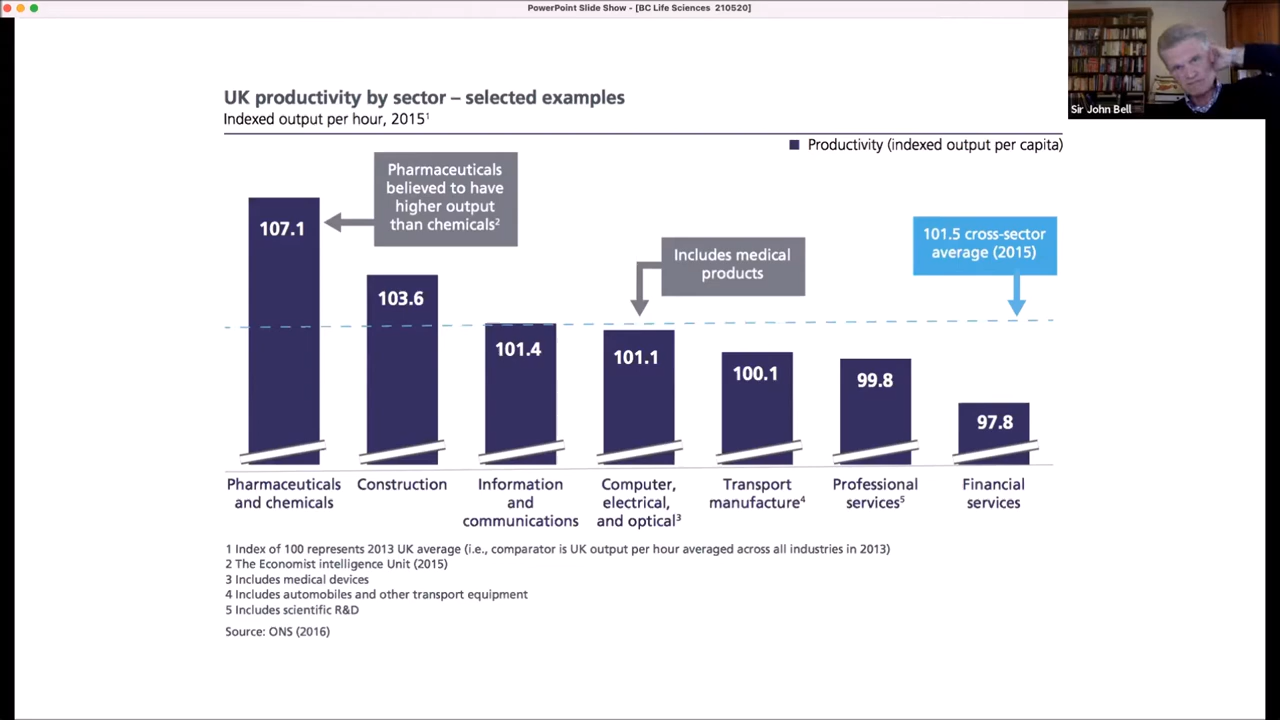 PowerPoint Slide Show - [BC Life Sciences 210520]
Sir John Bell
UK productivity by sector – selected examples
Indexed output per hour, 2015¹
Productivity (indexed output per capita)
Pharmaceuticals
believed to have
higher output
than chemicals²
Includes medical
products
101.5 cross-sector
average (2015)
107.1
103.6
101.4
101.1
100.1
99.8
97.8
Pharmaceuticals
and chemicals
Construction
Information
and
communications
Computer,
electrical,
and optical³
Transport
manufacture⁴
Professional
services⁵
Financial
services
1 Index of 100 represents 2013 UK average (i.e., comparator is UK output per hour averaged across all industries in 2013)
2 The Economist intelligence Unit (2015)
3 Includes medical devices
4 Includes automobiles and other transport equipment
5 Includes scientific R&D
Source: ONS (2016)